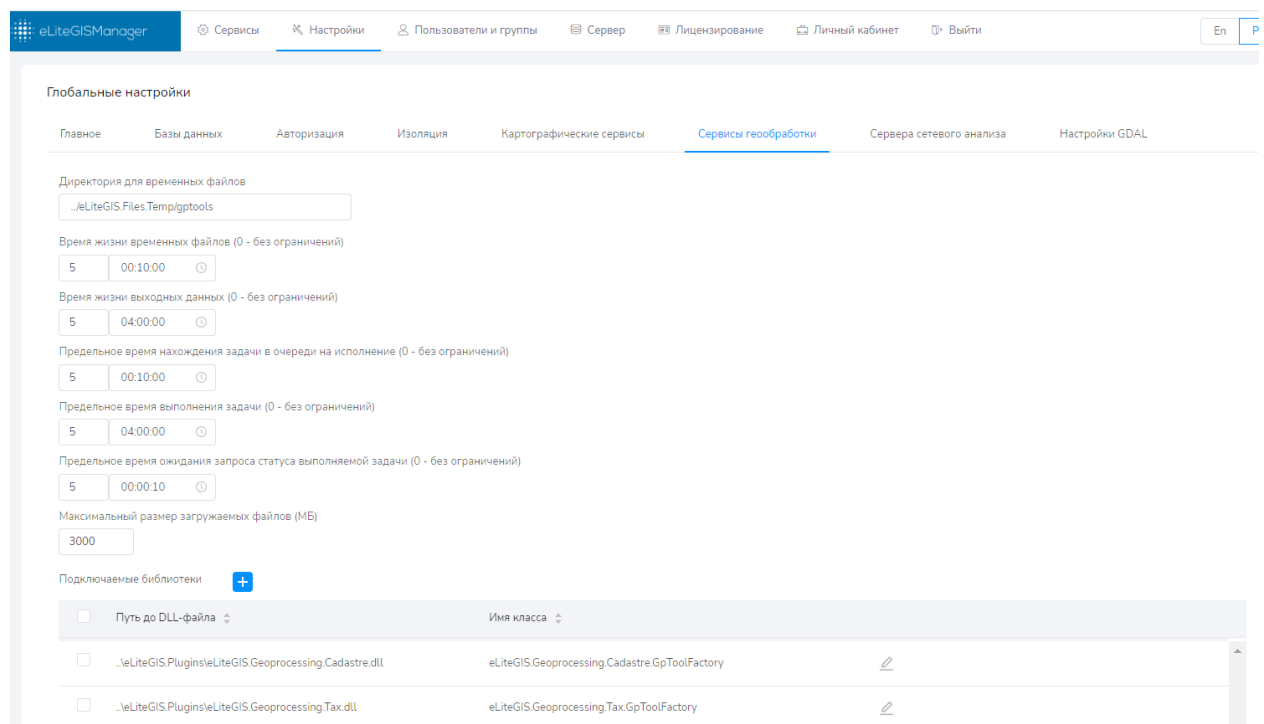 eLiteGISManager Сервисы Настройки Пользователи и группы Сервер Лицензирование Личный кабинет Выйти En
Глобальные настройки
Главное Базы данных Авторизация Изоляция Картографические сервисы Сервисы геообработки Сервера сетевого анализа Настройки GDAL
Директория для временных файлов
../eLiteGIS.Files.Temp/gptools
Время жизни временных файлов (0 - без ограничений)
5 00:10:00
Время жизни выходных данных (0 - без ограничений)
5 04:00:00
Предельное время нахождения задачи в очереди на исполнение (0 - без ограничений)
5 00:10:00
Предельное время выполнения задачи (0 - без ограничений)
5 04:00:00
Предельное время ожидания запроса статуса выполняемой задачи (0 - без ограничений)
5 00:00:10
Максимальный размер загружаемых файлов (МБ)
3000
Подключаемые библиотеки +
Путь до DLL-файла Имя класса
..\eLiteGIS.Plugins\eLiteGIS.Geoprocessing.Cadastre.dll eLiteGIS.Geoprocessing.Cadastre.GpToolFactory
..\eLiteGIS.Plugins\eLiteGIS.Geoprocessing.Tax.dll eLiteGIS.Geoprocessing.Tax.GpToolFactory